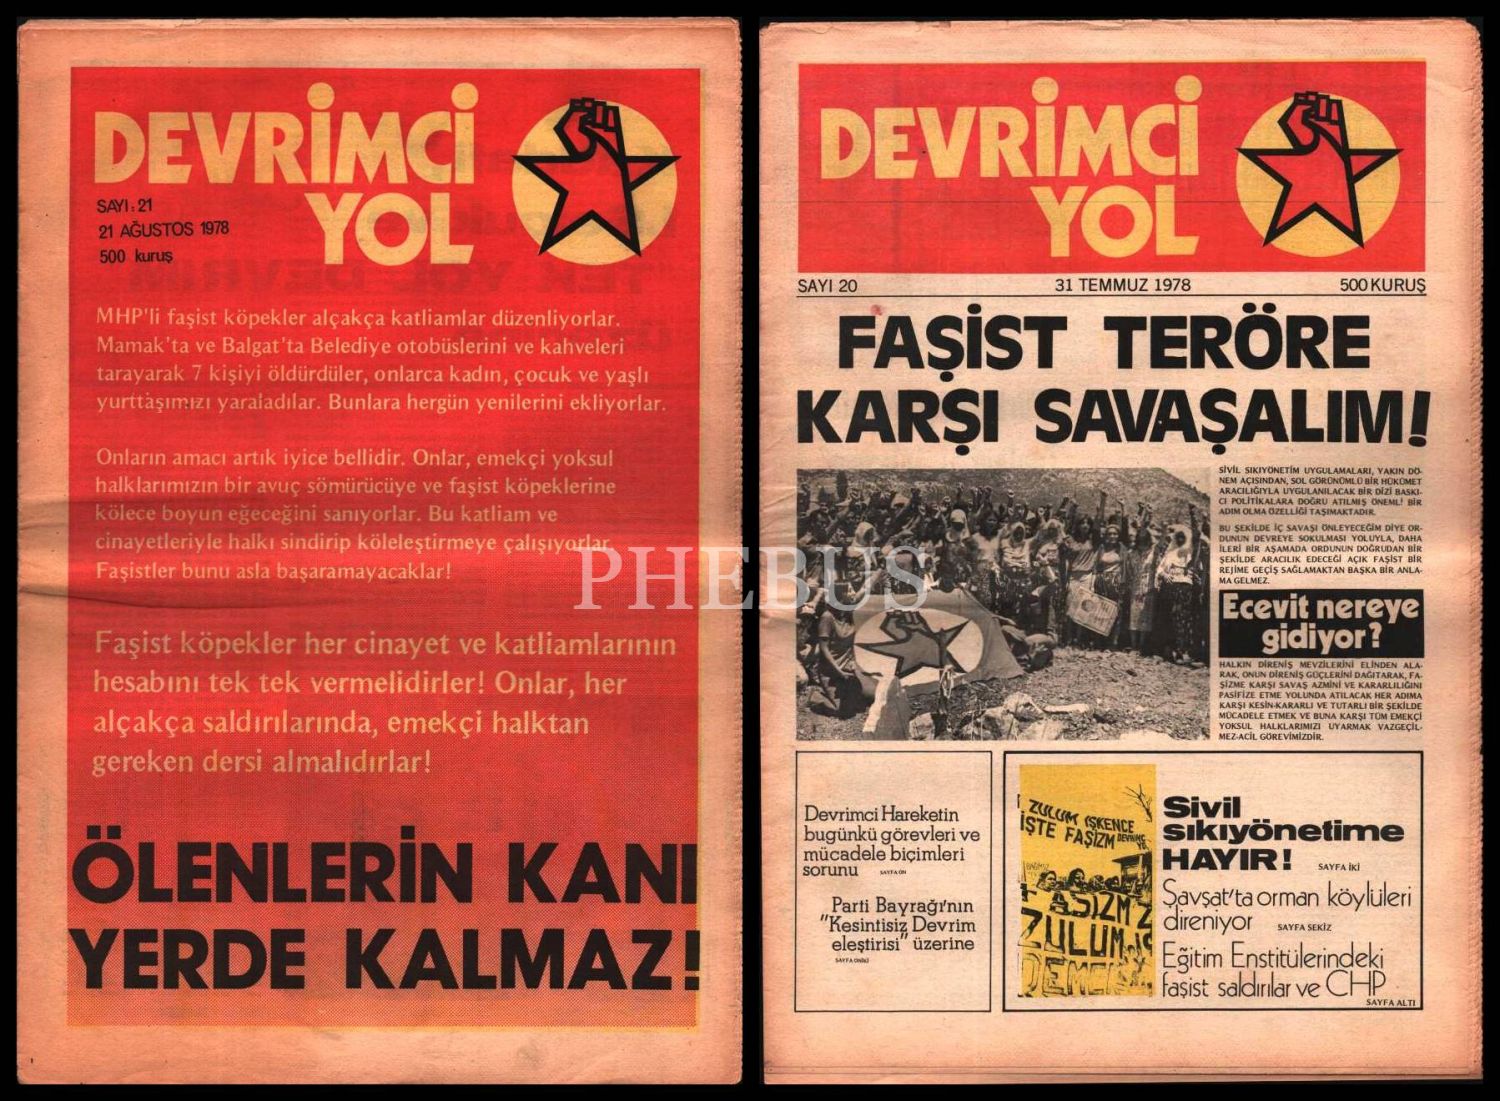 DEVRİMCİ
YOL
SAYI: 21
21 AĞUSTOS 1978
500 kuruş
MHP'li faşist köpekler alçakça katliamlar düzenliyorlar.
Mamak'ta ve Balgat'ta Belediye otobüslerini ve kahveleri
tarayarak 7 kişiyi öldürdüler, onlarca kadın, çocuk ve yaşlı
yurttaşımızı yaraladılar. Bunlara hergün yenilerini ekliyorlar.
Onların amacı artık iyice bellidir. Onlar, emekçi yoksul
halklarımızın bir avuç sömürücüye ve faşist köpeklerine
kölece boyun eğeceğini sanıyorlar. Bu katliam ve
cinayetleriyle halkı sindirip köleleştirmeye çalışıyorlar.
Faşistler bunu asla başaramayacaklar!
Faşist köpekler her cinayet ve katliamlarının
hesabını tek tek vermelidirler! Onlar, her
alçakça saldırılarında, emekçi halktan
gereken dersi almalıdırlar!
ÖLENLERİN KANI
YERDE KALMAZ!
DEVRİMCİ
YOL
SAYI 20 31 TEMMUZ 1978 500 KURUŞ
FAŞİST TERÖRE
KARŞI SAVAŞALIM!
SİVİL SIKIYÖNETİM UYGULAMALARI, YAKIN DÖ-
NEM AÇISINDAN, SOL GÖRÜNÜMLÜ BİR HÜKÜMET
ARACILIĞIYLA UYGULANILACAK BİR DİZİ BASKI-
CI POLİTİKALARA DOĞRU ATILMIŞ ÖNEMLİ BİR
ADIM OLMA ÖZELLİĞİ TAŞIMAKTADIR.
BU ŞEKİLDE İÇ SAVAŞI ÖNLEYECEĞİM DİYE OR-
DUNUN DEVREYE SOKULMASI YOLUYLA, DAHA
İLERİ BİR AŞAMADA ORDUNUN DOĞRUDAN BİR
ŞEKİLDE ARACILIK EDECEĞİ AÇIK FAŞİST BİR
REJİME GEÇİŞ SAĞLAMAKTAN BAŞKA BİR ANLA-
MA GELMEZ.
Ecevit nereye
gidiyor?
HALKIN DİRENİŞ MEVZİLERİNİ ELİNDEN ALA-
RAK, ONUN DİRENİŞ GÜÇLERİNİ DAĞITARAK, FA-
ŞİZME KARŞI SAVAŞ AZMİNİ VE KARARLILIĞINI
PASİFİZE ETME YOLUNDA ATILACAK HER ADIMA
KARŞI KESİN-KARARLI VE TUTARLI BİR ŞEKİLDE
MÜCADELE ETMEK VE BUNA KARŞI TÜM EMEKÇİ
YOKSUL HALKLARIMIZI UYARMAK VAZGEÇİL-
MEZ-ACİL GÖREVİMİZDİR.
Devrimci Hareketin
bugünkü görevleri ve
mücadele biçimleri
sorunu SAYFA ON
Parti Bayrağı'nın
"Kesintisiz Devrim
eleştirisi" üzerine
SAYFA ONİKİ
ZULUM İŞKENCE
İŞTE FAŞİZM DEVRİMCİ
YOL
FAŞİZM
ZULUM
DEME
Sivil
sıkıyönetime
HAYIR! SAYFA İKİ
Şavşat'ta orman köylüleri
direniyor SAYFA SEKİZ
Eğitim Enstitülerindeki
faşist saldırılar ve CHP
SAYFA ALTI
PHEBUS